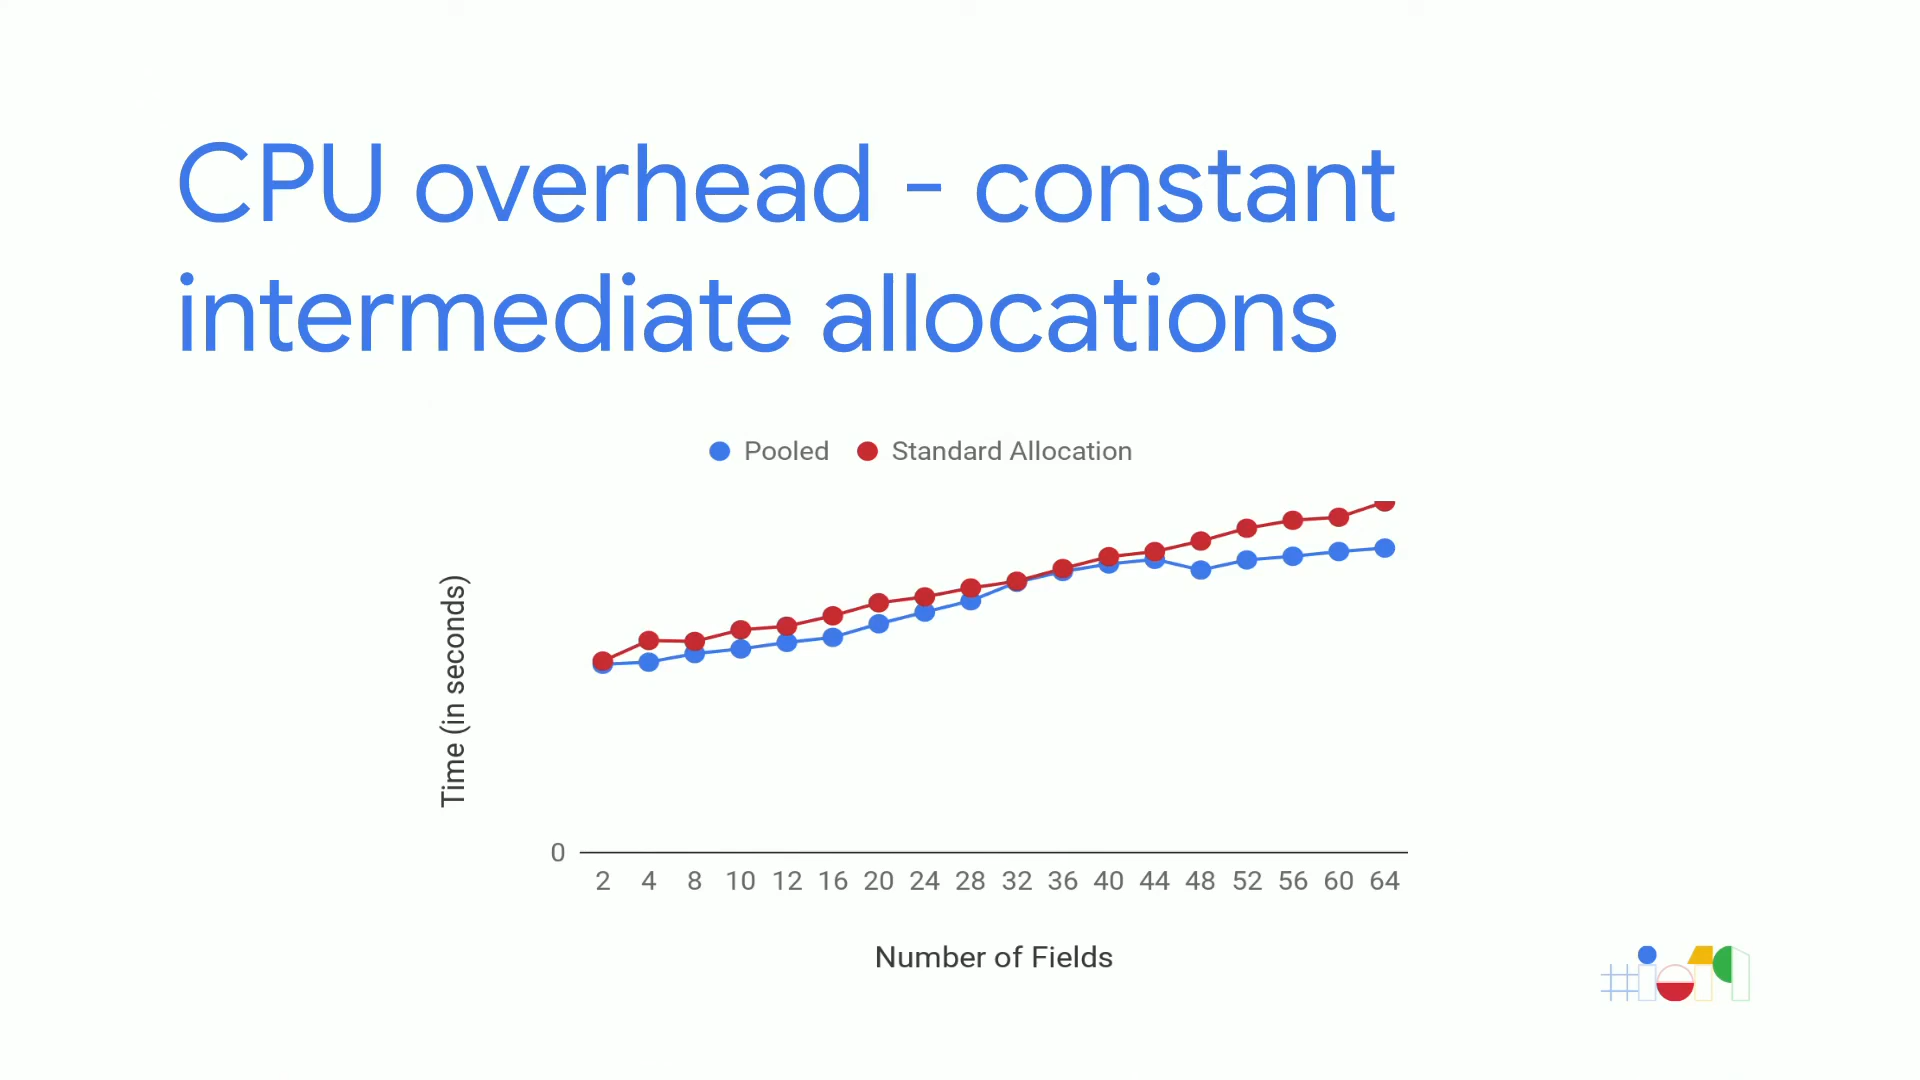 CPU overhead - constant
intermediate allocations
Pooled Standard Allocation
Time (in seconds)
0
2 4 8 10 12 16 20 24 28 32 36 40 44 48 52 56 60 64
Number of Fields
#io19